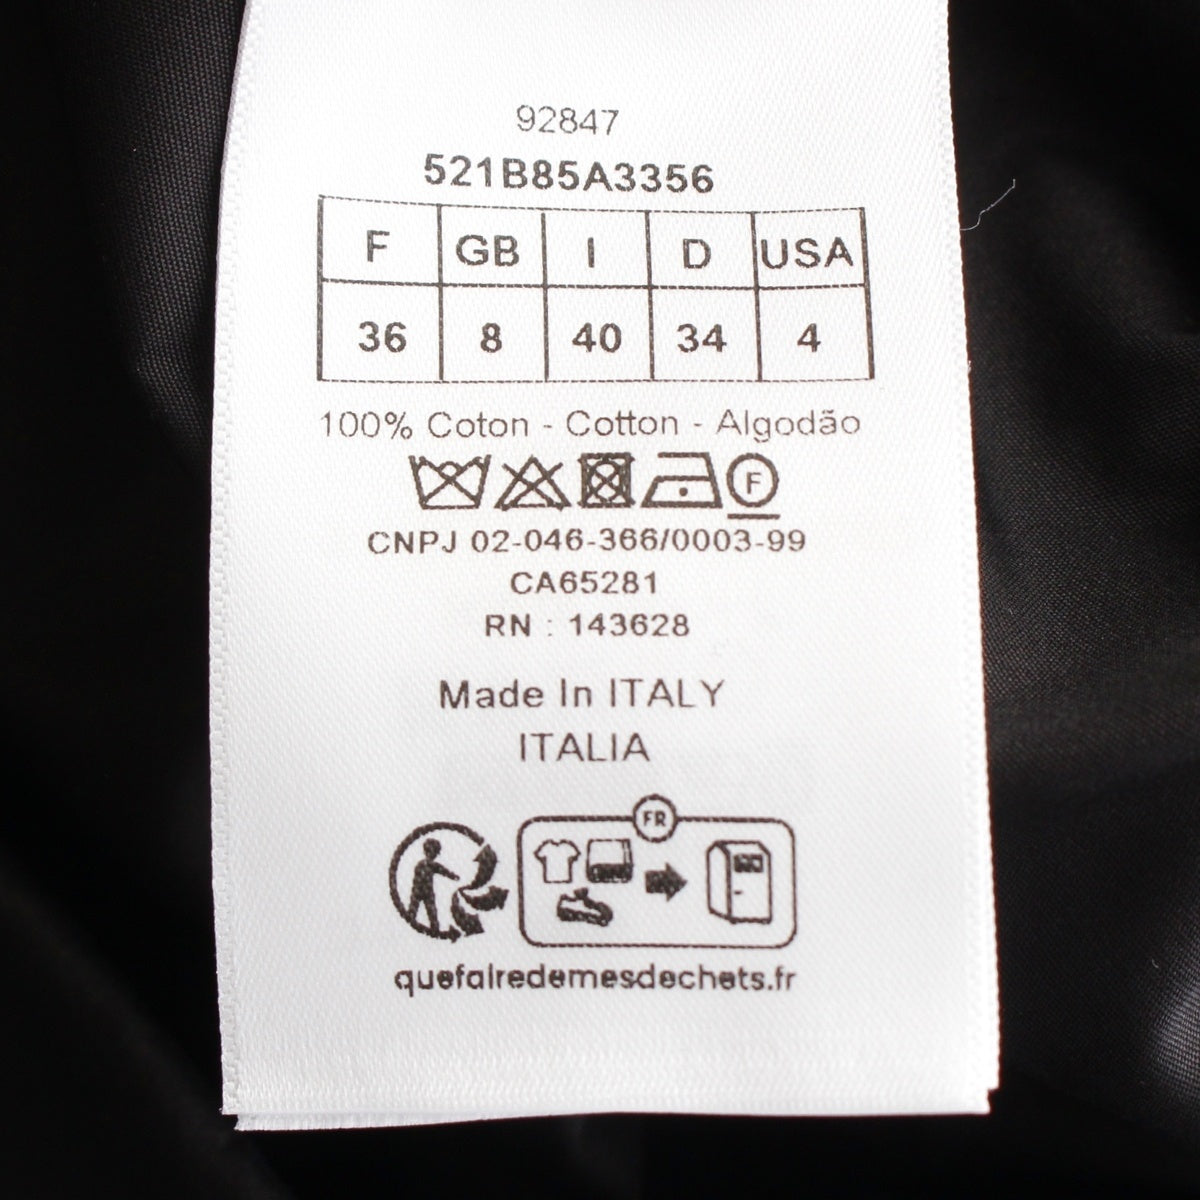 92847
521B85A3356
F GB I D USA
36 8 40 34 4
100% Coton - Cotton - Algodão
F
CNPJ 02-046-366/0003-99
CA65281
RN : 143628
Made In ITALY
ITALIA
FR
quefairedemesdechets.fr